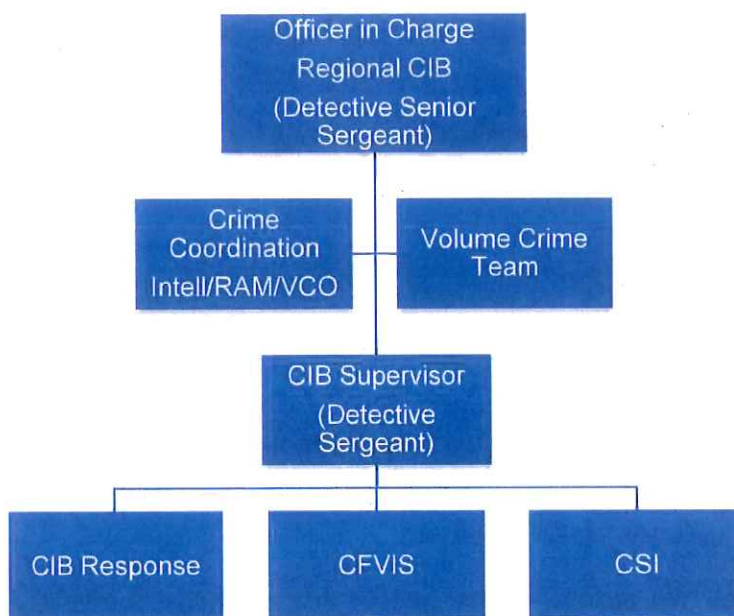 Officer in Charge
Regional CIB
(Detective Senior
Sergeant)
Crime
Coordination
Intell/RAM/VCO
Volume Crime
Team
CIB Supervisor
(Detective
Sergeant)
CIB Response
CFVIS
CSI